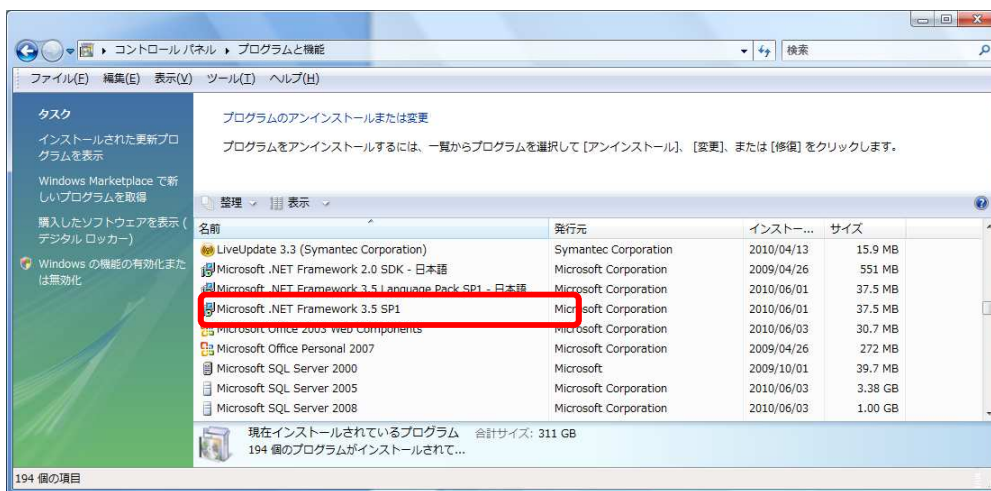 コントロール パネル ▸ プログラムと機能
検索
ファイル(F) 編集(E) 表示(V) ツール(T) ヘルプ(H)
タスク
インストールされた更新プロ
グラムを表示
Windows Marketplace で新
しいプログラムを取得
購入したソフトウェアを表示 (
デジタル ロッカー)
Windows の機能の有効化また
は無効化
プログラムのアンインストールまたは変更
プログラムをアンインストールするには、一覧からプログラムを選択して [アンインストール]、 [変更]、または [修復] をクリックします。
整理 表示
名前 発行元 インストー... サイズ
LiveUpdate 3.3 (Symantec Corporation) Symantec Corporation 2010/04/13 15.9 MB
Microsoft .NET Framework 2.0 SDK - 日本語 Microsoft Corporation 2009/04/26 551 MB
Microsoft .NET Framework 3.5 Language Pack SP1 - 日本語 Microsoft Corporation 2010/06/01 37.5 MB
Microsoft .NET Framework 3.5 SP1 Microsoft Corporation 2010/06/01 37.5 MB
Microsoft Office 2003 Web Components Microsoft Corporation 2010/06/03 30.7 MB
Microsoft Office Personal 2007 Microsoft Corporation 2009/04/26 272 MB
Microsoft SQL Server 2000 Microsoft 2009/10/01 39.7 MB
Microsoft SQL Server 2005 Microsoft Corporation 2010/06/03 3.38 GB
Microsoft SQL Server 2008 Microsoft Corporation 2010/06/03 1.00 GB
現在インストールされているプログラム 合計サイズ: 311 GB
194 個のプログラムがインストールされて...
194 個の項目